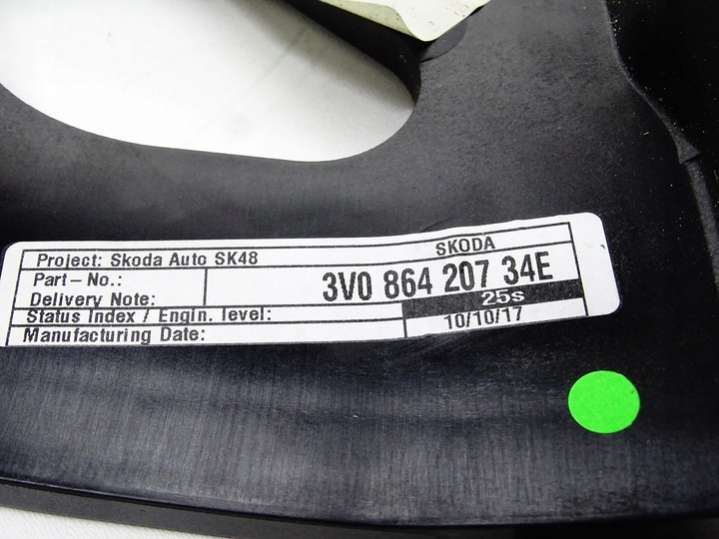 Project: Skoda Auto SK48 SKODA
Part-No.: 3V0 864 207 34E
Delivery Note: 25s
Status Index / Engin. level: 10/10/17
Manufacturing Date: